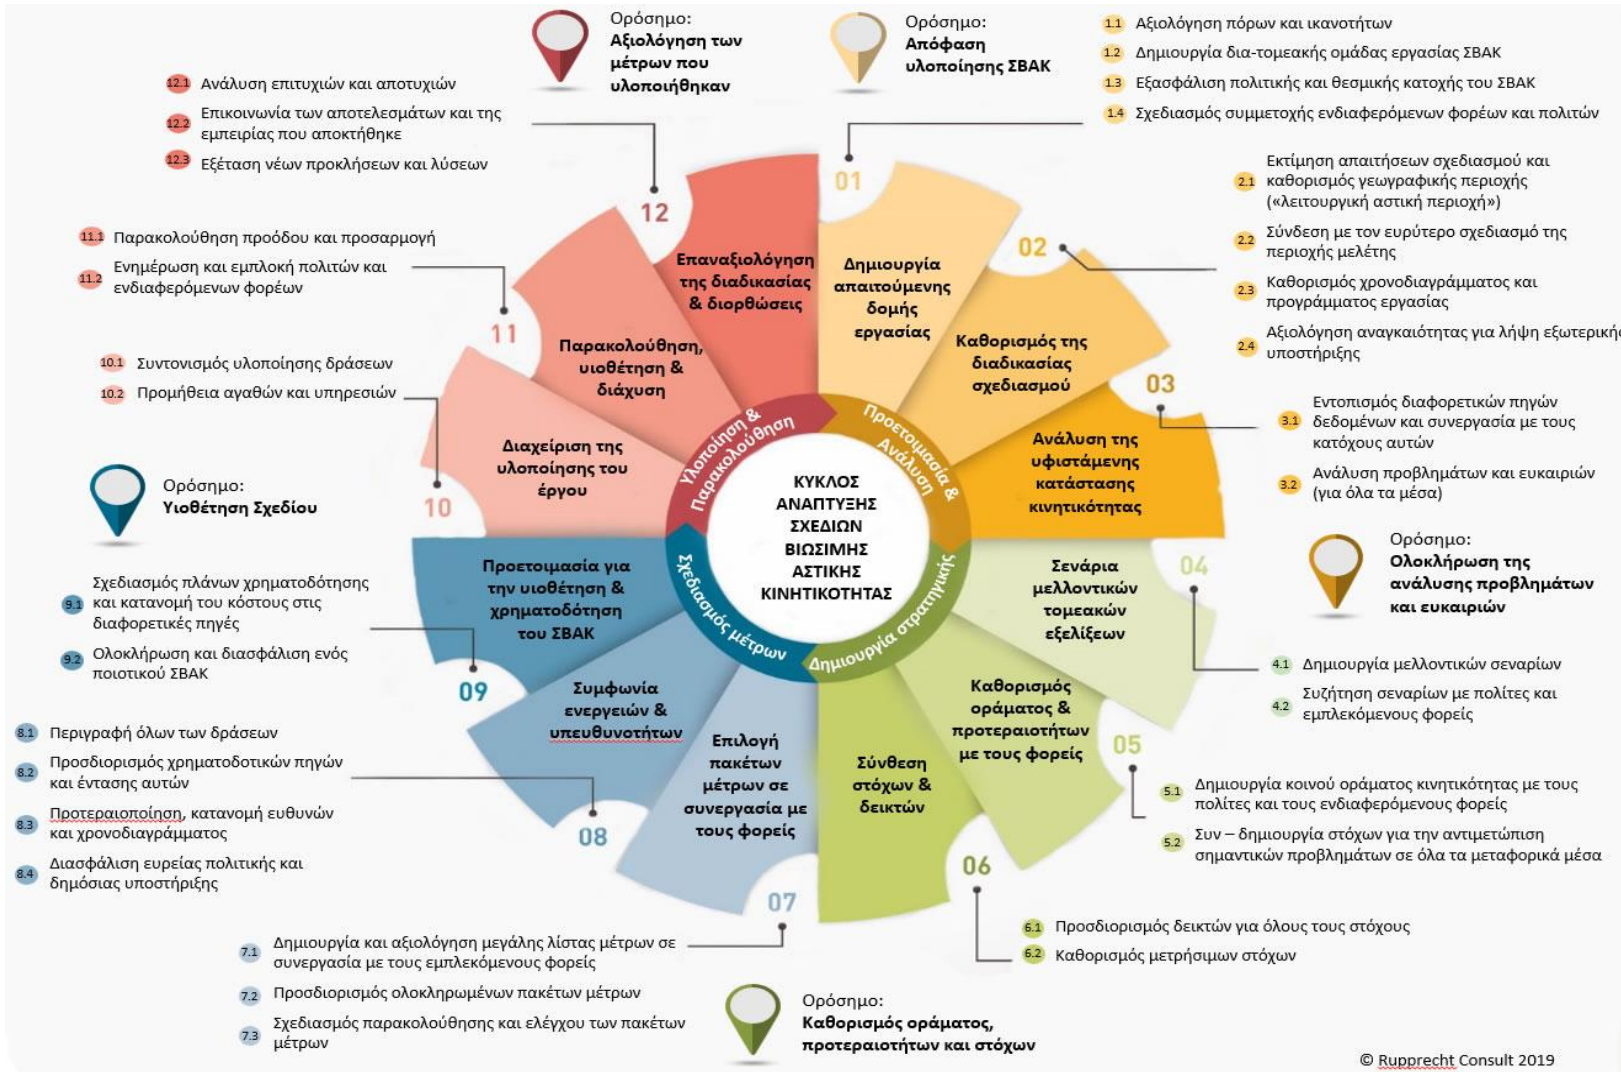 Ορόσημο:
Αξιολόγηση των
μέτρων που
υλοποιήθηκαν
Ορόσημο:
Απόφαση
υλοποίησης ΣΒΑΚ
1.1 Αξιολόγηση πόρων και ικανοτήτων
1.2 Δημιουργία δια-τομεακής ομάδας εργασίας ΣΒΑΚ
1.3 Εξασφάλιση πολιτικής και θεσμικής κατοχής του ΣΒΑΚ
1.4 Σχεδιασμός συμμετοχής ενδιαφερόμενων φορέων και πολιτών
12.1 Ανάλυση επιτυχιών και αποτυχιών
12.2 Επικοινωνία των αποτελεσμάτων και της
εμπειρίας που αποκτήθηκε
12.3 Εξέταση νέων προκλήσεων και λύσεων
Εκτίμηση απαιτήσεων σχεδιασμού και
2.1 καθορισμός γεωγραφικής περιοχής
(«λειτουργική αστική περιοχή»)
2.2 Σύνδεση με τον ευρύτερο σχεδιασμό της
περιοχής μελέτης
2.3 Καθορισμός χρονοδιαγράμματος και
προγράμματος εργασίας
2.4 Αξιολόγηση αναγκαιότητας για λήψη εξωτερικής
υποστήριξης
11.1 Παρακολούθηση προόδου και προσαρμογή
11.2 Ενημέρωση και εμπλοκή πολιτών και
ενδιαφερόμενων φορέων
10.1 Συντονισμός υλοποίησης δράσεων
10.2 Προμήθεια αγαθών και υπηρεσιών
3.1 Εντοπισμό διαφορετικών πηγών
δεδομένων και συνεργασία με τους
κατόχους αυτών
3.2 Ανάλυση προβλημάτων και ευκαιριών
(για όλα τα μέσα)
Ορόσημο:
Υιοθέτηση Σχεδίου
Ορόσημο:
Ολοκλήρωση της
ανάλυσης προβλημάτων
και ευκαιριών
01
Δημιουργία
απαιτούμενης
δομής
εργασίας
02
Καθορισμός της
διαδικασίας
σχεδιασμού
03
Ανάλυση της
υφιστάμενης
κατάστασης
κινητικότητας
04
Σενάρια
μελλοντικών
τομεακών
εξελίξεων
05
Καθορισμός
οράματος &
προτεραιοτήτων
με τους φορείς
06
Σύνθεση
στόχων &
δεικτών
07
Επιλογή
πακέτων
μέτρων σε
συνεργασία με
τους φορείς
08
Συμφωνία
ενεργειών &
υπευθυνοτήτων
09
Προετοιμασία για
την υιοθέτηση &
χρηματοδότηση
του ΣΒΑΚ
10
Διαχείριση της
υλοποίησης του
έργου
11
Παρακολούθηση,
υιοθέτηση &
διάχυση
12
Επαναξιολόγηση
της διαδικασίας
& διορθώσεις
Προετοιμασία &
Ανάλυση
Δημιουργία στρατηγικής
Σχεδιασμός μέτρων
Υλοποίηση &
Παρακολούθηση
ΚΥΚΛΟΣ
ΑΝΑΠΤΥΞΗΣ
ΣΧΕΔΙΩΝ
ΒΙΩΣΙΜΗΣ
ΑΣΤΙΚΗΣ
ΚΙΝΗΤΙΚΟΤΗΤΑΣ
Σχεδιασμός πλάνων χρηματοδότησης
9.1 και κατανομή του κόστους στις
διαφορετικές πηγές
9.2 Ολοκλήρωση και διασφάλιση ενός
ποιοτικού ΣΒΑΚ
4.1 Δημιουργία μελλοντικών σεναρίων
4.2 Συζήτηση σεναρίων με πολίτες και
εμπλεκόμενους φορείς
8.1 Περιγραφή όλων των δράσεων
8.2 Προσδιορισμός χρηματοδοτικών πηγών
και έντασης αυτών
8.3 Προτεραιοποίηση, κατανομή ευθυνών
και χρονοδιαγράμματος
8.4 Διασφάλιση ευρείας πολιτικής και
δημόσιας υποστήριξης
5.1 Δημιουργία κοινού οράματος κινητικότητας με τους
πολίτες και τους ενδιαφερόμενους φορείς
5.2 Συν – δημιουργία στόχων για την αντιμετώπιση
σημαντικών προβλημάτων σε όλα τα μεταφορικά μέσα
6.1 Προσδιορισμός δεικτών για όλους τους στόχους
6.2 Καθορισμός μετρήσιμων στόχων
7.1 Δημιουργία και αξιολόγηση μεγάλης λίστας μέτρων σε
συνεργασία με τους εμπλεκόμενους φορείς
7.2 Προσδιορισμός ολοκληρωμένων πακέτων μέτρων
7.3 Σχεδιασμός παρακολούθησης και ελέγχου των πακέτων
μέτρων
Ορόσημο:
Καθορισμός οράματος,
προτεραιοτήτων και στόχων
© Rupprecht Consult 2019